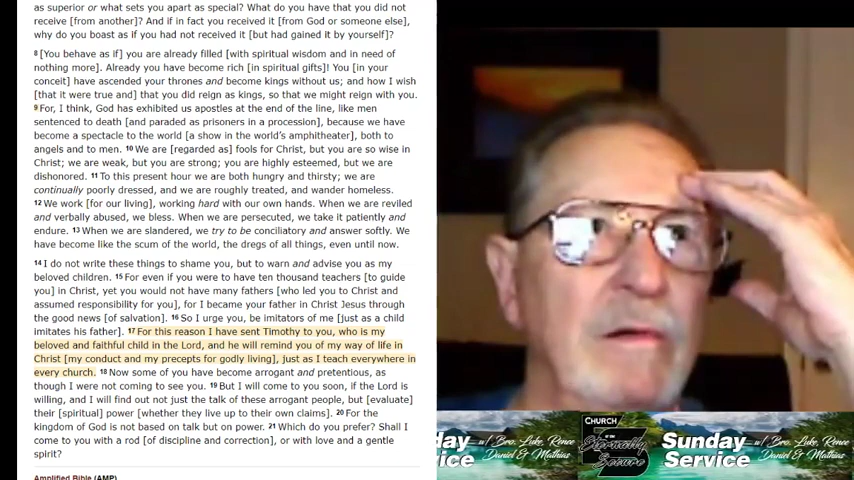 as superior or what sets you apart as special? What do you have that you did not
receive [from another]? And if in fact you received it [from God or someone else],
why do you boast as if you had not received it [but had gained it by yourself]?
8 [You behave as if] you are already filled [with spiritual wisdom and in need of
nothing more]. Already you have become rich [in spiritual gifts]! You [in your
conceit] have ascended your thrones and become kings without us; and how I wish
[that it were true and] that you did reign as kings, so that we might reign with you.
9 For, I think, God has exhibited us apostles at the end of the line, like men
sentenced to death [and paraded as prisoners in a procession], because we have
become a spectacle to the world [a show in the world's amphitheater], both to
angels and to men. 10 We are [regarded as] fools for Christ, but you are so wise in
Christ; we are weak, but you are strong; you are highly esteemed, but we are
dishonored. 11 To this present hour we are both hungry and thirsty; we are
continually poorly dressed, and we are roughly treated, and wander homeless.
12 We work [for our living], working hard with our own hands. When we are reviled
and verbally abused, we bless. When we are persecuted, we take it patiently and
endure. 13 When we are slandered, we try to be conciliatory and answer softly. We
have become like the scum of the world, the dregs of all things, even until now.
14 I do not write these things to shame you, but to warn and advise you as my
beloved children. 15 For even if you were to have ten thousand teachers [to guide
you] in Christ, yet you would not have many fathers [who led you to Christ and
assumed responsibility for you], for I became your father in Christ Jesus through
the good news [of salvation]. 16 So I urge you, be imitators of me [just as a child
imitates his father]. 17 For this reason I have sent Timothy to you, who is my
beloved and faithful child in the Lord, and he will remind you of my way of life in
Christ [my conduct and my precepts for godly living], just as I teach everywhere in
every church. 18 Now some of you have become arrogant and pretentious, as
though I were not coming to see you. 19 But I will come to you soon, if the Lord is
willing, and I will find out not just the talk of these arrogant people, but [evaluate]
their [spiritual] power [whether they live up to their own claims]. 20 For the
kingdom of God is not based on talk but on power. 21 Which do you prefer? Shall I
come to you with a rod [of discipline and correction], or with love and a gentle
spirit?
Amplified Bible (AMP)
day
ice
w/ Bro. Luke, Renee
Daniel & Mathias
CHURCH
OF THE
Eternally
Secure
Sunday
Service
w/ Bro. Luke, Renee
Daniel & Mathias